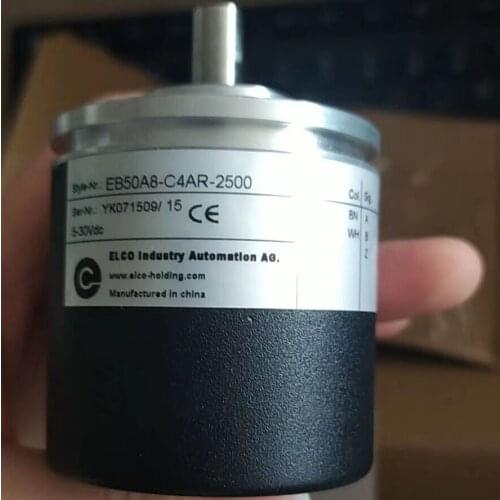 Style-Nr.: EB50A8-C4AR-2500
Ser-Nr.: YK071509/ 15 CE
5-30Vdc
Col. Sig.
BN A
WH B
Z
ELCO Industry Automation AG.
www.elco-holding.com
Manufactured in china